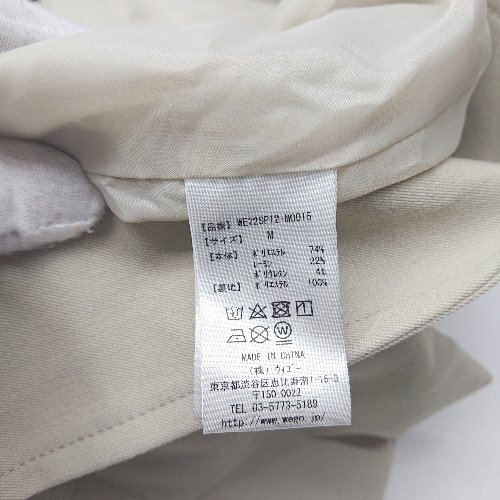 【品番】 WE22SP12-M0015
【サイズ】 M
【本体】 ポリエステル 74%
レーヨン 22%
ポリウレタン 4%
【裏地】 ポリエステル 100%
MADE IN CHINA
(株)ウィゴー
東京都渋谷区恵比寿南1-15-3
〒150-0022
TEL 03-5773-5189
http://www.wego.jp/